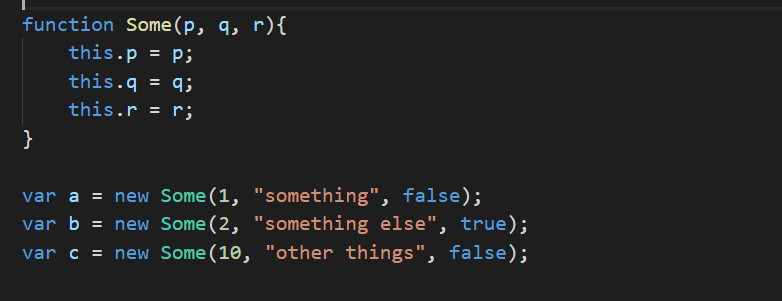 function Some(p, q, r){
    this.p = p;
    this.q = q;
    this.r = r;
}
var a = new Some(1, "something", false);
var b = new Some(2, "something else", true);
var c = new Some(10, "other things", false);